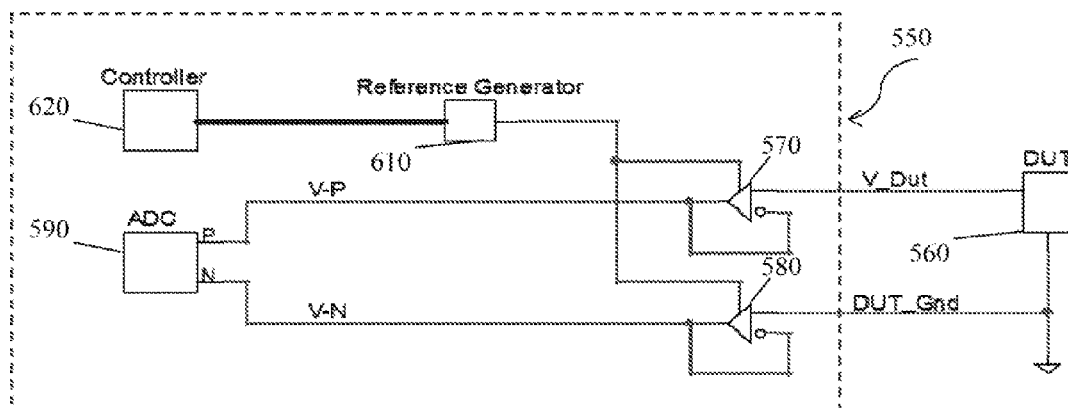 550
Controller
Reference Generator
620
610
570
V_Dut
DUT
V-P
ADC
590
P
560
N
580
V-N
DUT_Gnd